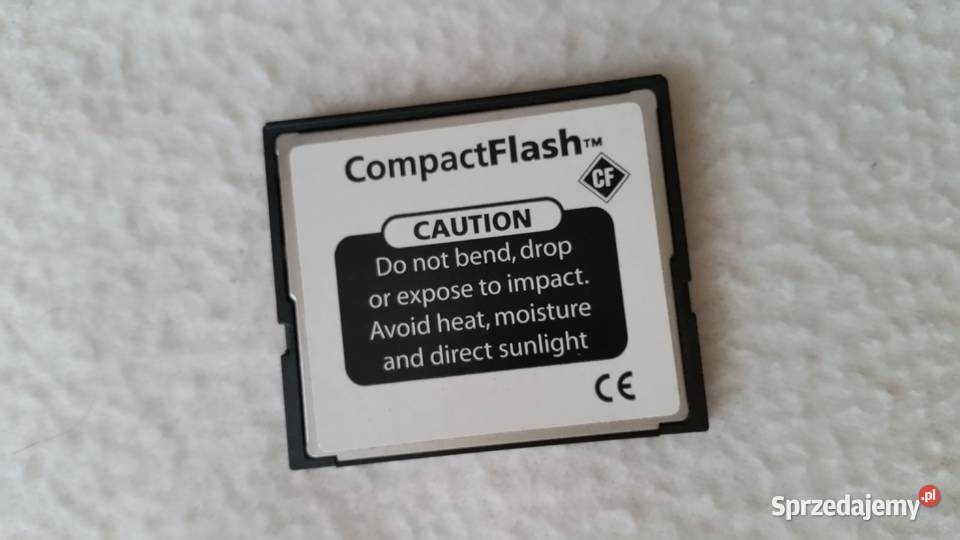 CompactFlash™
CF
CAUTION
Do not bend, drop
or expose to impact.
Avoid heat, moisture
and direct sunlight
CE
Sprzedajemy.pl